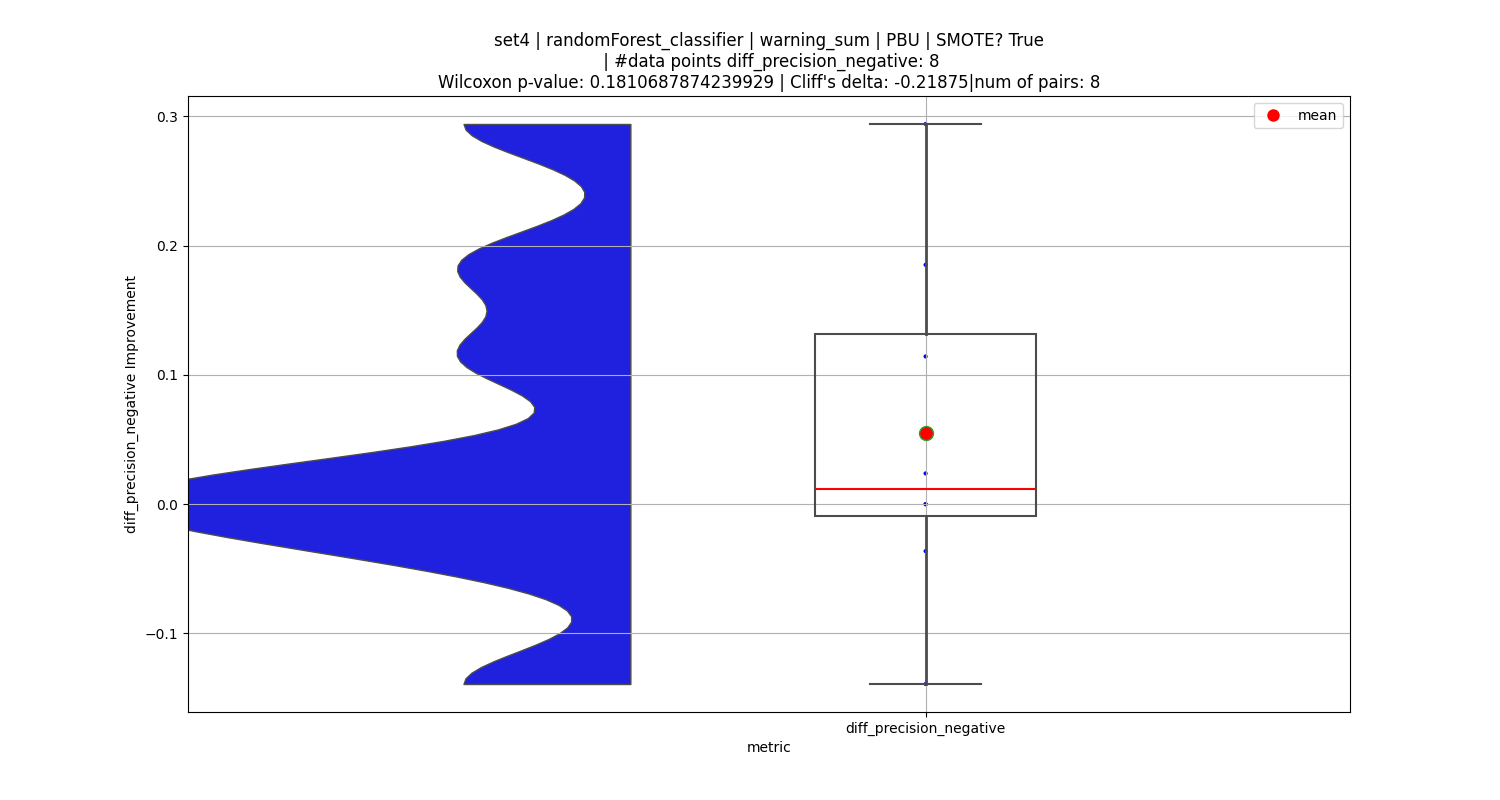 set4 | randomForest_classifier | warning_sum | PBU | SMOTE? True
| #data points diff_precision_negative: 8
Wilcoxon p-value: 0.1810687874239929 | Cliff's delta: -0.21875|num of pairs: 8
mean
0.3
0.2
0.1
0.0
−0.1
diff_precision_negative Improvement
diff_precision_negative
metric